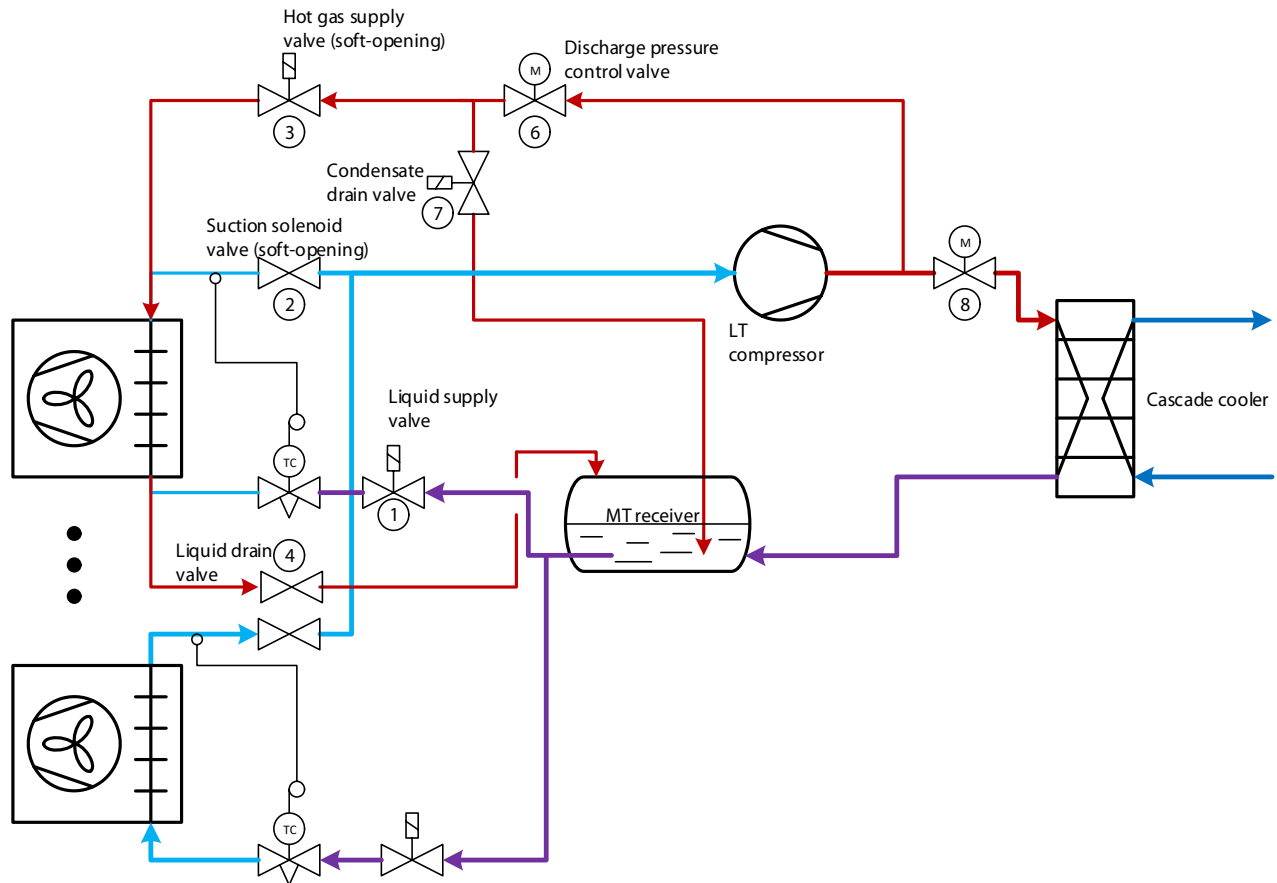 Hot gas supply
valve (soft-opening)
M
Discharge pressure
control valve
3
6
Condensate
drain valve
7
Suction solenoid
valve (soft-opening)
2
M
8
LT
compressor
Liquid supply
valve
Cascade cooler
TC
1
MT receiver
Liquid drain
valve
4
TC